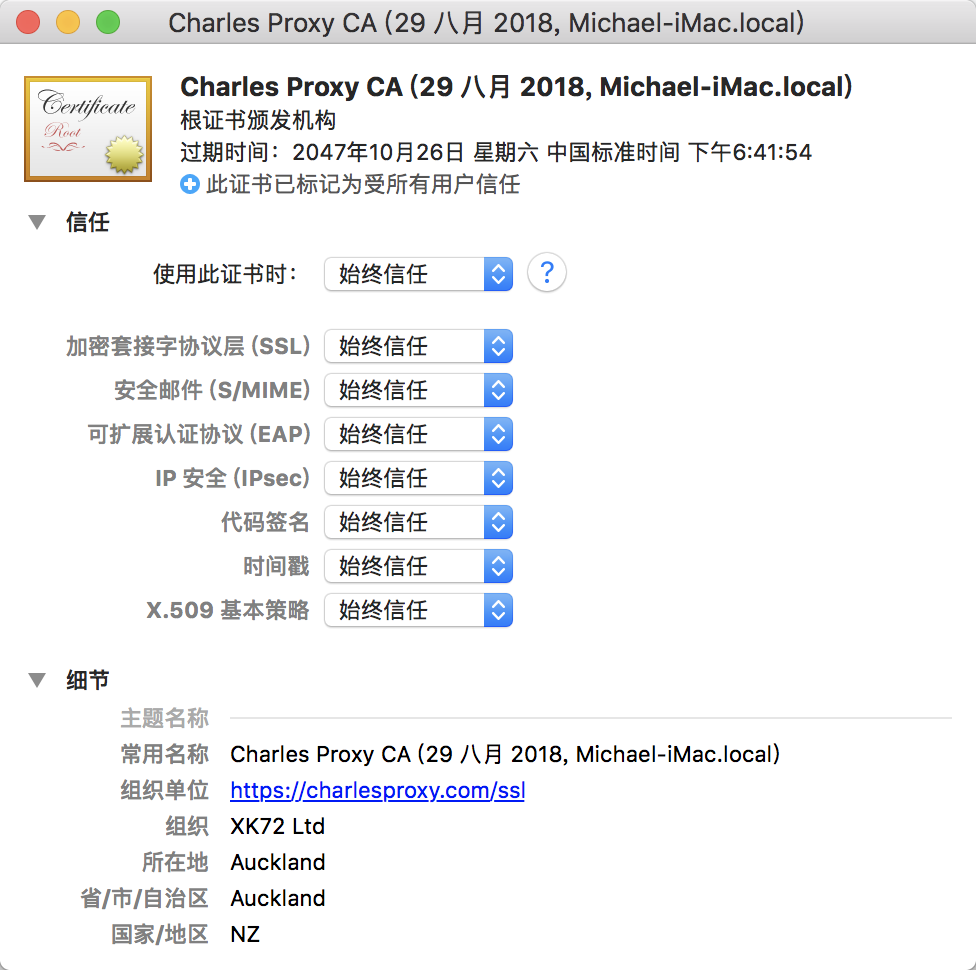 Charles Proxy CA (29 八月 2018, Michael-iMac.local)
Certificate
Root
Charles Proxy CA (29 八月 2018, Michael-iMac.local)
根证书颁发机构
过期时间：2047年10月26日 星期六 中国标准时间 下午6:41:54
此证书已标记为受所有用户信任
信任
使用此证书时： 始终信任 ?
加密套接字协议层 (SSL) 始终信任
安全邮件 (S/MIME) 始终信任
可扩展认证协议 (EAP) 始终信任
IP 安全 (IPsec) 始终信任
代码签名 始终信任
时间戳 始终信任
X.509 基本策略 始终信任
细节
主题名称
常用名称 Charles Proxy CA (29 八月 2018, Michael-iMac.local)
组织单位 https://charlesproxy.com/ssl
组织 XK72 Ltd
所在地 Auckland
省/市/自治区 Auckland
国家/地区 NZ